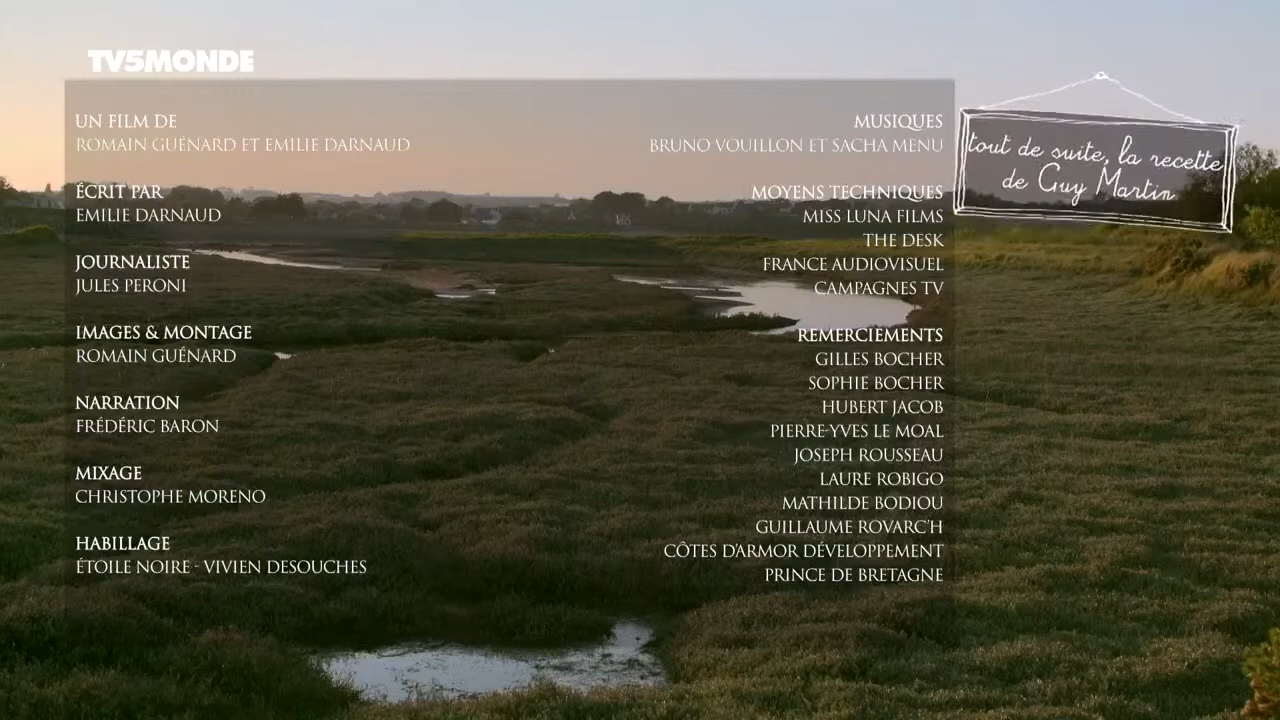 TV5MONDE
UN FILM DE
ROMAIN GUÉNARD ET EMILIE DARNAUD
ÉCRIT PAR
EMILIE DARNAUD
JOURNALISTE
JULES PERONI
IMAGES & MONTAGE
ROMAIN GUÉNARD
NARRATION
FRÉDÉRIC BARON
MIXAGE
CHRISTOPHE MORENO
HABILLAGE
ÉTOILE NOIRE - VIVIEN DESOUCHES
MUSIQUES
BRUNO VOUILLON ET SACHA MENU
MOYENS TECHNIQUES
MISS LUNA FILMS
THE DESK
FRANCE AUDIOVISUEL
CAMPAGNES TV
REMERCIEMENTS
GILLES BOCHER
SOPHIE BOCHER
HUBERT JACOB
PIERRE-YVES LE MOAL
JOSEPH ROUSSEAU
LAURE ROBIGO
MATHILDE BODIOU
GUILLAUME ROVARC'H
CÔTES D'ARMOR DÉVELOPPEMENT
PRINCE DE BRETAGNE
tout de suite, la recette
de Guy Martin